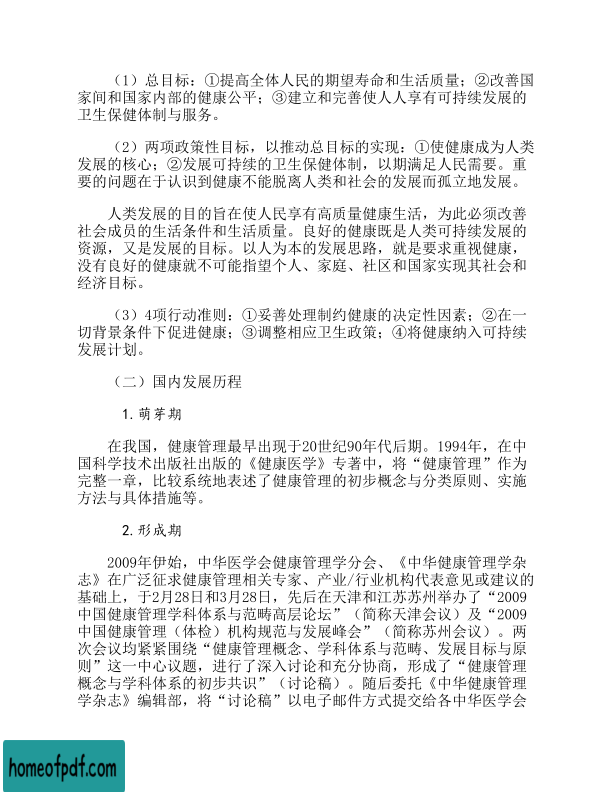 （1）总目标：①提高全体人民的期望寿命和生活质量；②改善国
家间和国家内部的健康公平；③建立和完善使人人享有可持续发展的
卫生保健体制与服务。
（2）两项政策性目标，以推动总目标的实现：①使健康成为人类
发展的核心；②发展可持续的卫生保健体制，以期满足人民需要。重
要的问题在于认识到健康不能脱离人类和社会的发展而孤立地发展。
人类发展的目的旨在使人民享有高质量健康生活，为此必须改善
社会成员的生活条件和生活质量。良好的健康既是人类可持续发展的
资源，又是发展的目标。以人为本的发展思路，就是要求重视健康，
没有良好的健康就不可能指望个人、家庭、社区和国家实现其社会和
经济目标。
（3）4项行动准则：①妥善处理制约健康的决定性因素；②在一
切背景条件下促进健康；③调整相应卫生政策；④将健康纳入可持续
发展计划。
（二）国内发展历程
1.萌芽期
在我国，健康管理最早出现于20世纪90年代后期。1994年，在中
国科学技术出版社出版的《健康医学》专著中，将“健康管理”作为
完整一章，比较系统地表述了健康管理的初步概念与分类原则、实施
方法与具体措施等。
2.形成期
2009年伊始，中华医学会健康管理学分会、《中华健康管理学杂
志》在广泛征求健康管理相关专家、产业/行业机构代表意见或建议的
基础上，于2月28日和3月28日，先后在天津和江苏苏州举办了“2009
中国健康管理学科体系与范畴高层论坛”（简称天津会议）及“2009
中国健康管理（体检）机构规范与发展峰会”（简称苏州会议）。两
次会议均紧紧围绕“健康管理概念、学科体系与范畴、发展目标与原
则”这一中心议题，进行了深入讨论和充分协商，形成了“健康管理
概念与学科体系的初步共识”（讨论稿）。随后委托《中华健康管理
学杂志》编辑部，将“讨论稿”以电子邮件方式提交给各中华医学会
homeofpdf.com